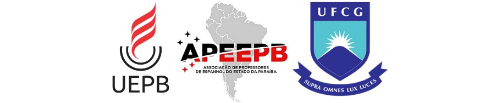 UEPB
APEEPB
ASSOCIAÇÃO DE PROFESSORES
DE ESPANHOL DO ESTADO DA PARAÍBA
UFCG
SUPRA OMNES LUX LUCES